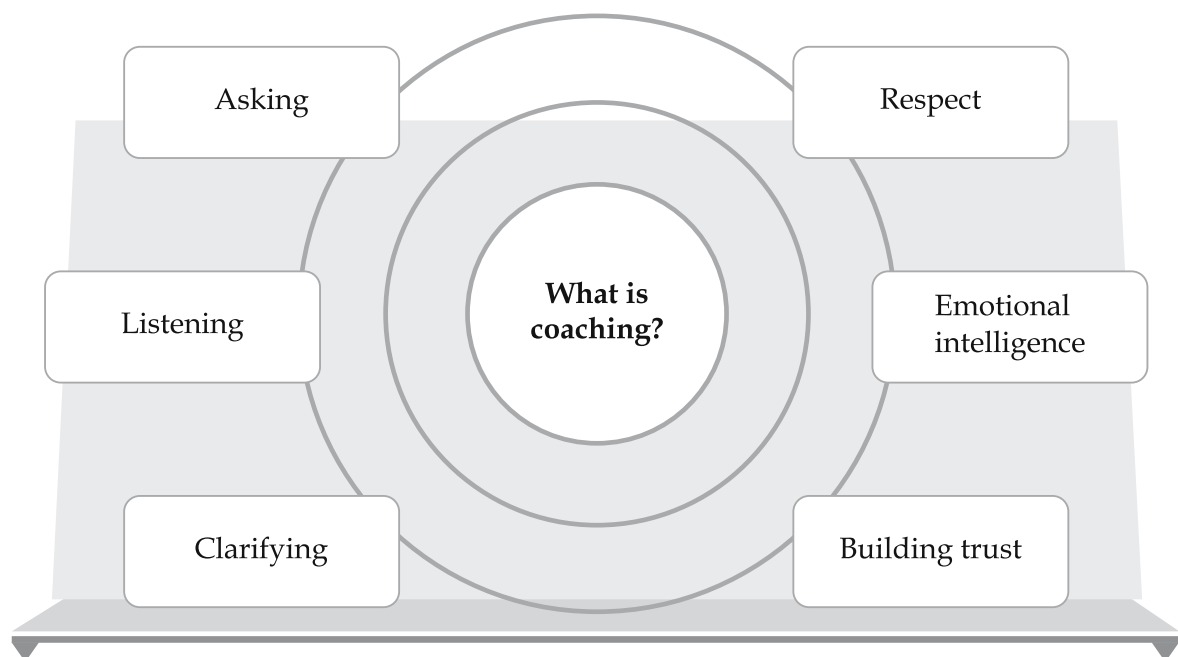 Asking
Respect
What is
coaching?
Listening
Emotional
intelligence
Clarifying
Building trust